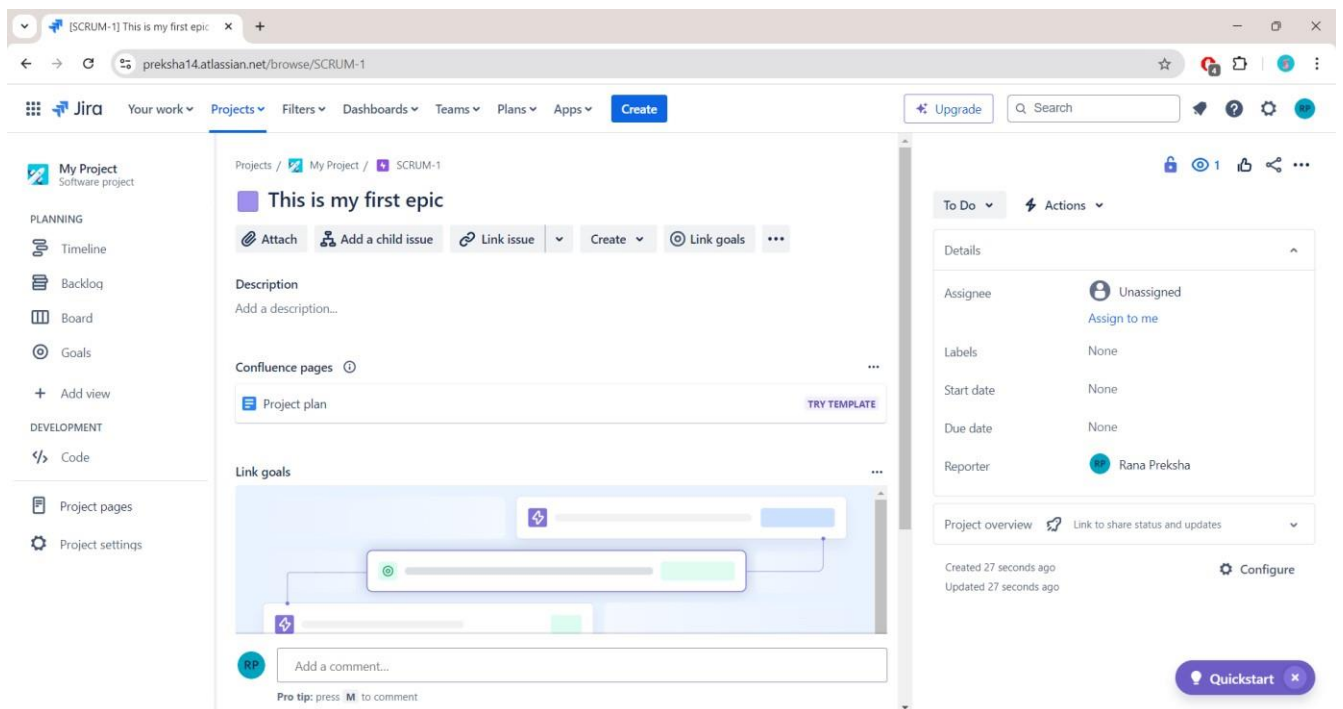 [SCRUM-1] This is my first epic
preksha14.atlassian.net/browse/SCRUM-1
4
Jira Your work Projects Filters Dashboards Teams Plans Apps Create Upgrade Search RP
My Project
Software project
PLANNING
Timeline
Backlog
Board
Goals
Add view
DEVELOPMENT
Code
Project pages
Project settings
Projects / My Project / SCRUM-1
This is my first epic
Attach Add a child issue Link issue Create Link goals
Description
Add a description...
Confluence pages
Project plan TRY TEMPLATE
Link goals
RP Add a comment...
Pro tip: press M to comment
1
To Do Actions
Details
Assignee Unassigned
Assign to me
Labels None
Start date None
Due date None
Reporter RP Rana Preksha
Project overview Link to share status and updates
Created 27 seconds ago Configure
Updated 27 seconds ago
Quickstart